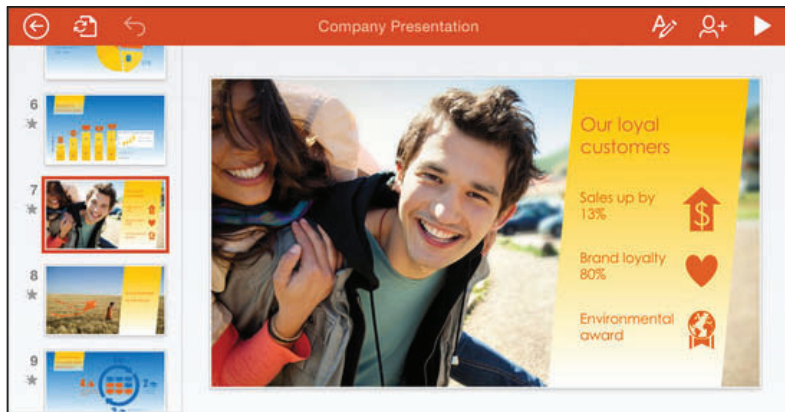 Company Presentation
6
7
8
9
Our loyal
customers
Sales up by
13%
$
Brand loyalty
80%
Environmental
award